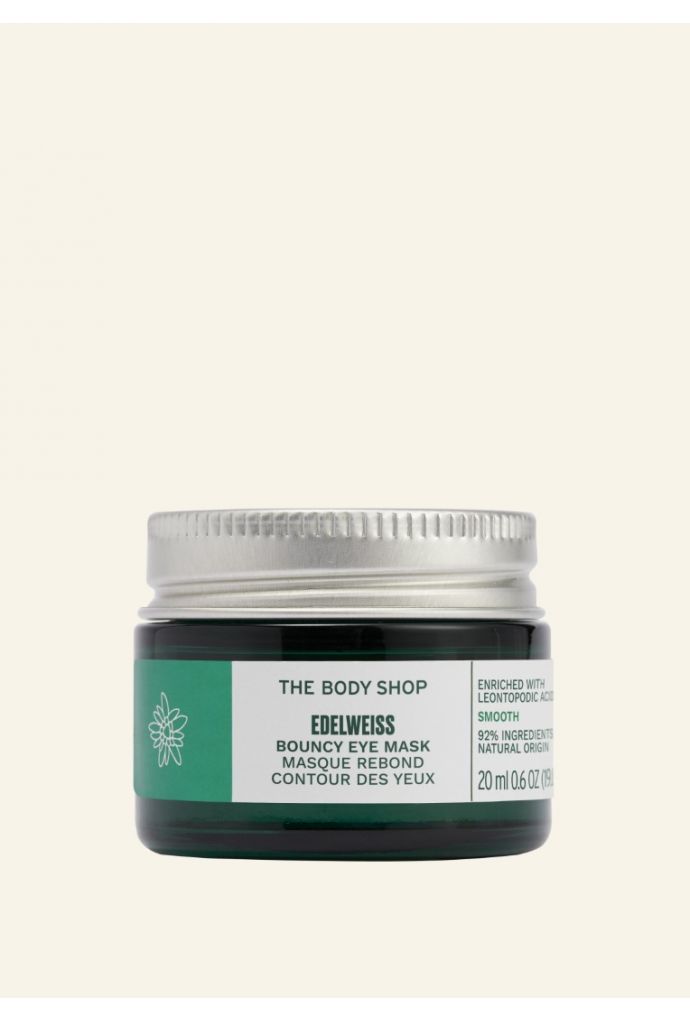 THE BODY SHOP
EDELWEISS
BOUNCY EYE MASK
MASQUE REBOND
CONTOUR DES YEUX
ENRICHED WITH
LEONTOPODIC
SMOOTH
92% INGREDIENTS
NATURAL ORIGIN
20 ml 0.6 OZ